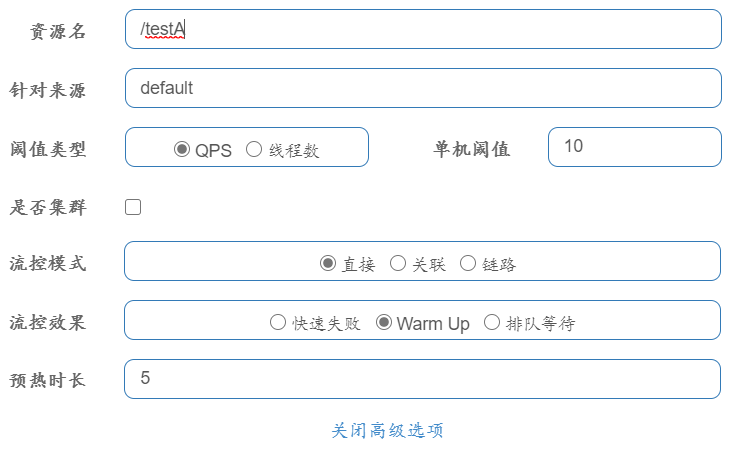 资源名 /testA
针对来源 default
阈值类型 QPS 线程数 单机阈值 10
是否集群
流控模式 直接 关联 链路
流控效果 快速失败 Warm Up 排队等待
预热时长 5
关闭高级选项